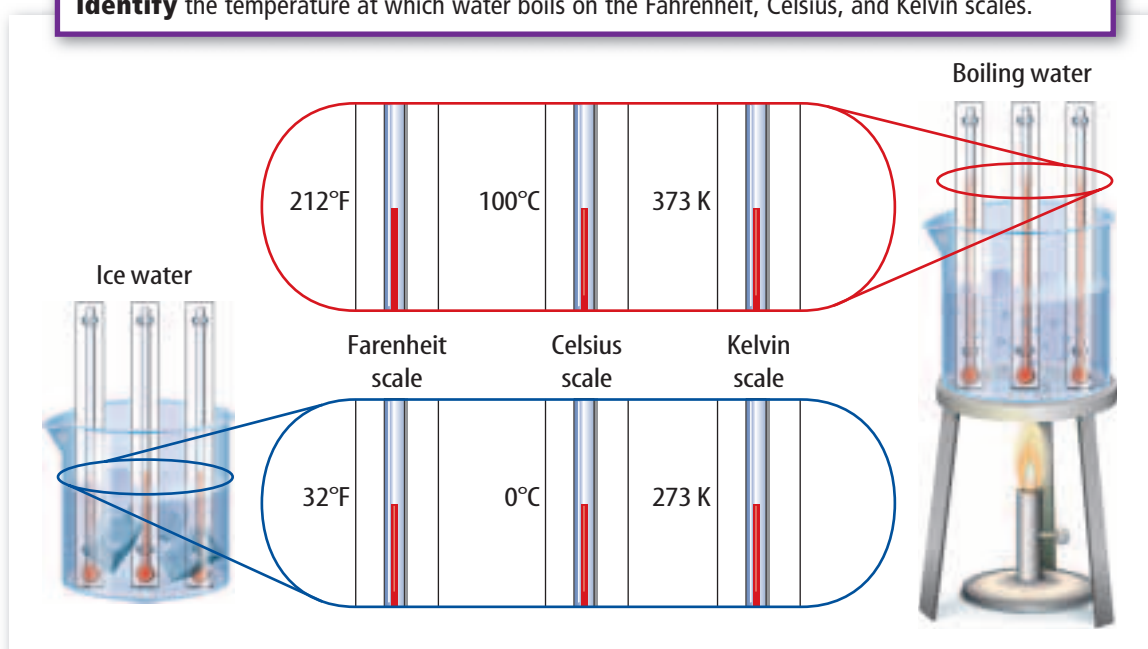 Identify the temperature at which water boils on the Fahrenheit, Celsius, and Kelvin scales.
Boiling water
212°F 100°C 373 K
Ice water
Farenheit scale
Celsius scale
Kelvin scale
32°F 0°C 273 K